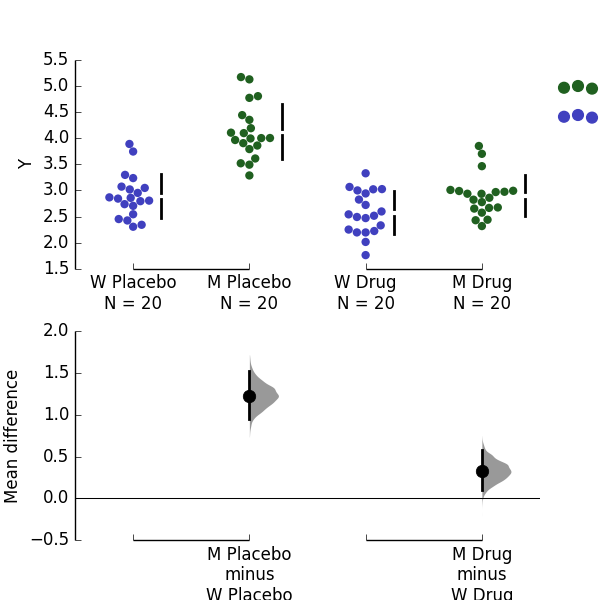 5.5
5.0
4.5
4.0
3.5
3.0
2.5
2.0
1.5
Y
W Placebo
N = 20
M Placebo
N = 20
W Drug
N = 20
M Drug
N = 20
2.0
1.5
1.0
0.5
0.0
−0.5
Mean difference
M Placebo
minus
W Placebo
M Drug
minus
W Drug